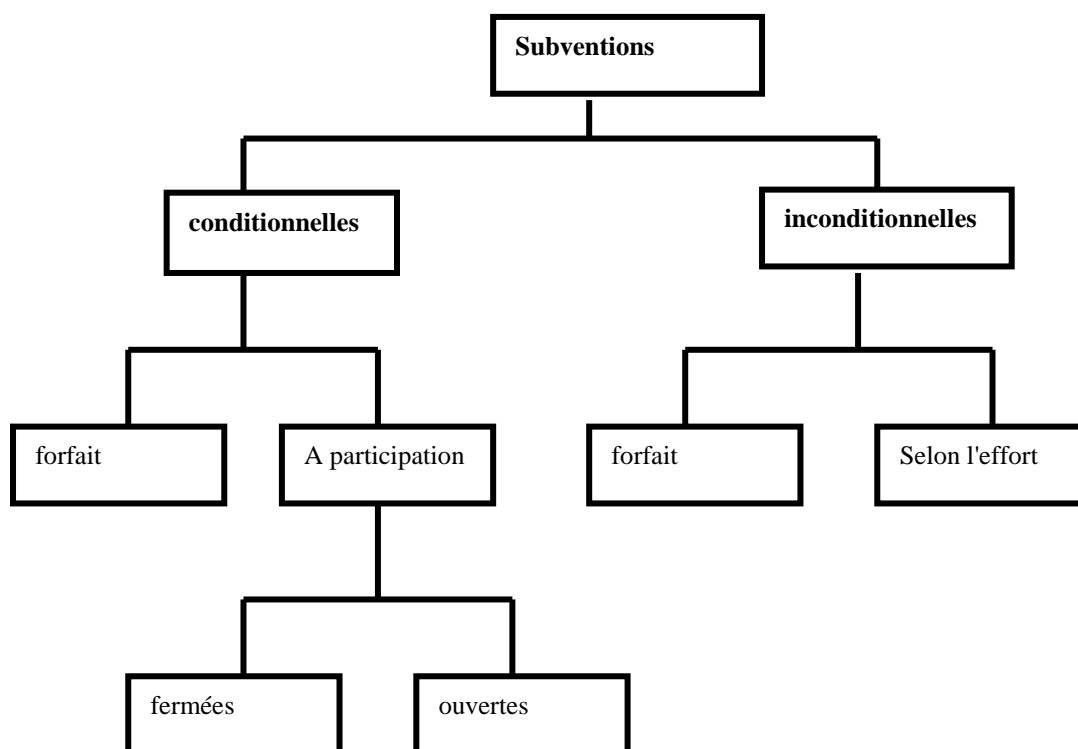 Subventions
conditionnelles
inconditionnelles
forfait
A participation
forfait
Selon l'effort
fermées
ouvertes